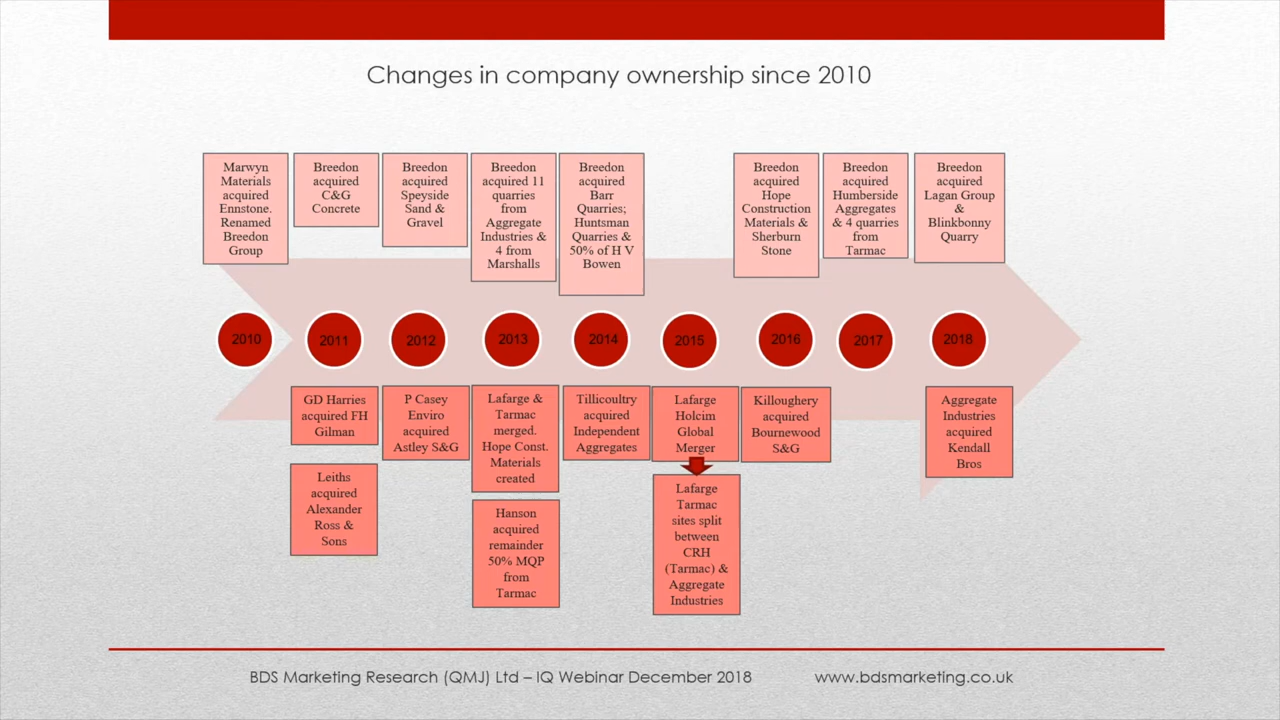 Changes in company ownership since 2010
Marwyn
Materials
acquired
Ennstone.
Renamed
Breedon
Group
Breedon
acquired
C&G
Concrete
Breedon
acquired
Speyside
Sand &
Gravel
Breedon
acquired 11
quarries
from
Aggregate
Industries &
4 from
Marshalls
Breedon
acquired
Barr
Quarries;
Huntsman
Quarries &
50% of H V
Bowen
Breedon
acquired
Hope
Construction
Materials &
Sherburn
Stone
Breedon
acquired
Humberside
Aggregates
& 4 quarries
from
Tarmac
Breedon
acquired
Lagan Group
&
Blinkbonny
Quarry
2010
2011
2012
2013
2014
2015
2016
2017
2018
GD Harries
acquired FH
Gilman
Leiths
acquired
Alexander
Ross &
Sons
P Casey
Enviro
acquired
Astley S&G
Lafarge &
Tarmac
merged.
Hope Const.
Materials
created
Hanson
acquired
remainder
50% MQP
from
Tarmac
Tillicoultry
acquired
Independent
Aggregates
Lafarge
Holcim
Global
Merger
Lafarge
Tarmac
sites split
between
CRH
(Tarmac) &
Aggregate
Industries
Killoughery
acquired
Bournewood
S&G
Aggregate
Industries
acquired
Kendall
Bros
BDS Marketing Research (QMJ) Ltd – IQ Webinar December 2018 www.bdsmarketing.co.uk